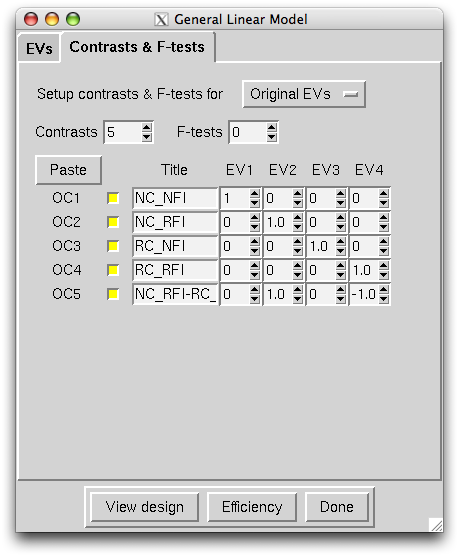 General Linear Model
EVs Contrasts & F-tests
Setup contrasts & F-tests for Original EVs
Contrasts 5 F-tests 0
Paste Title EV1 EV2 EV3 EV4
OC1 NC_NFI 1 0 0 0
OC2 NC_RFI 0 1.0 0 0
OC3 RC_NFI 0 0 1.0 0
OC4 RC_RFI 0 0 0 1.0
OC5 NC_RFI-RC_ 0 1.0 0 -1.0
View design Efficiency Done